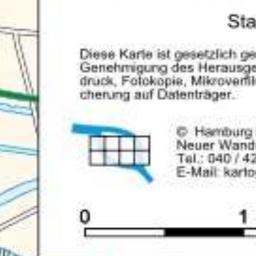 Sta
Diese Karte ist gesetzlich ge
Genehmigung des Herausge
druck, Fotokopie, Mikroverfil
cherung auf Datenträger.
© Hamburg
Neuer Wand
Tel.: 040 / 42
E-Mail: karto
0 1